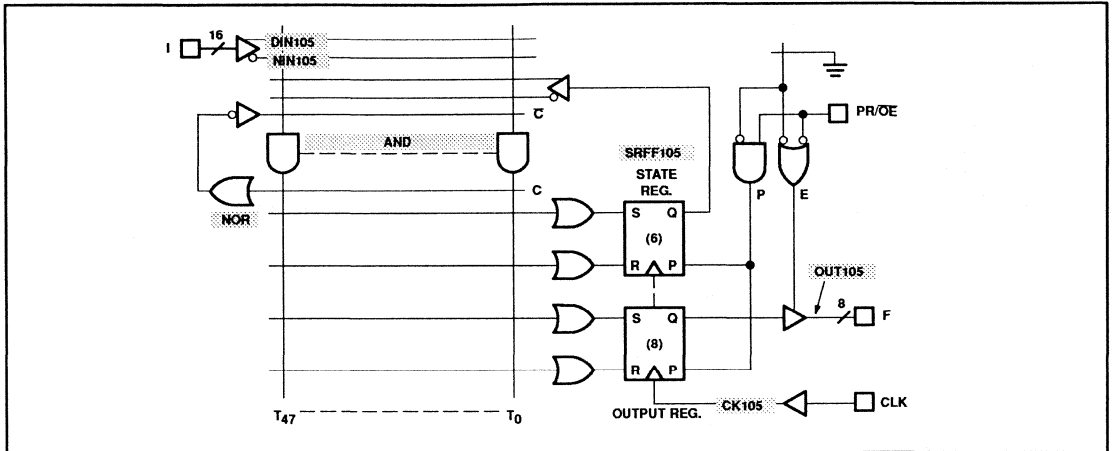 I
16
DIN105
NIN105
C̅
PR/O̅E̅
AND
SRFF105
STATE
REG.
C
NOR
P
E
S Q
(6)
R P
OUT105
S Q
8
F
(8)
R P
T47
T0
OUTPUT REG.
CK105
CLK